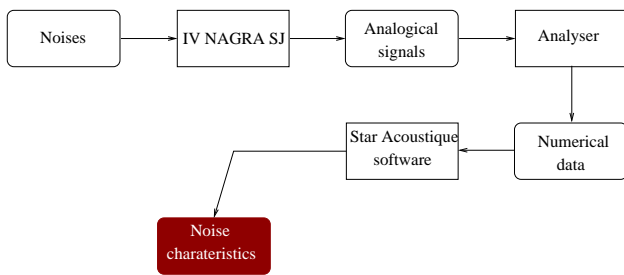 Noises
IV NAGRA SJ
Analogical
signals
Analyser
Numerical
data
Star Acoustique
software
Noise
charateristics